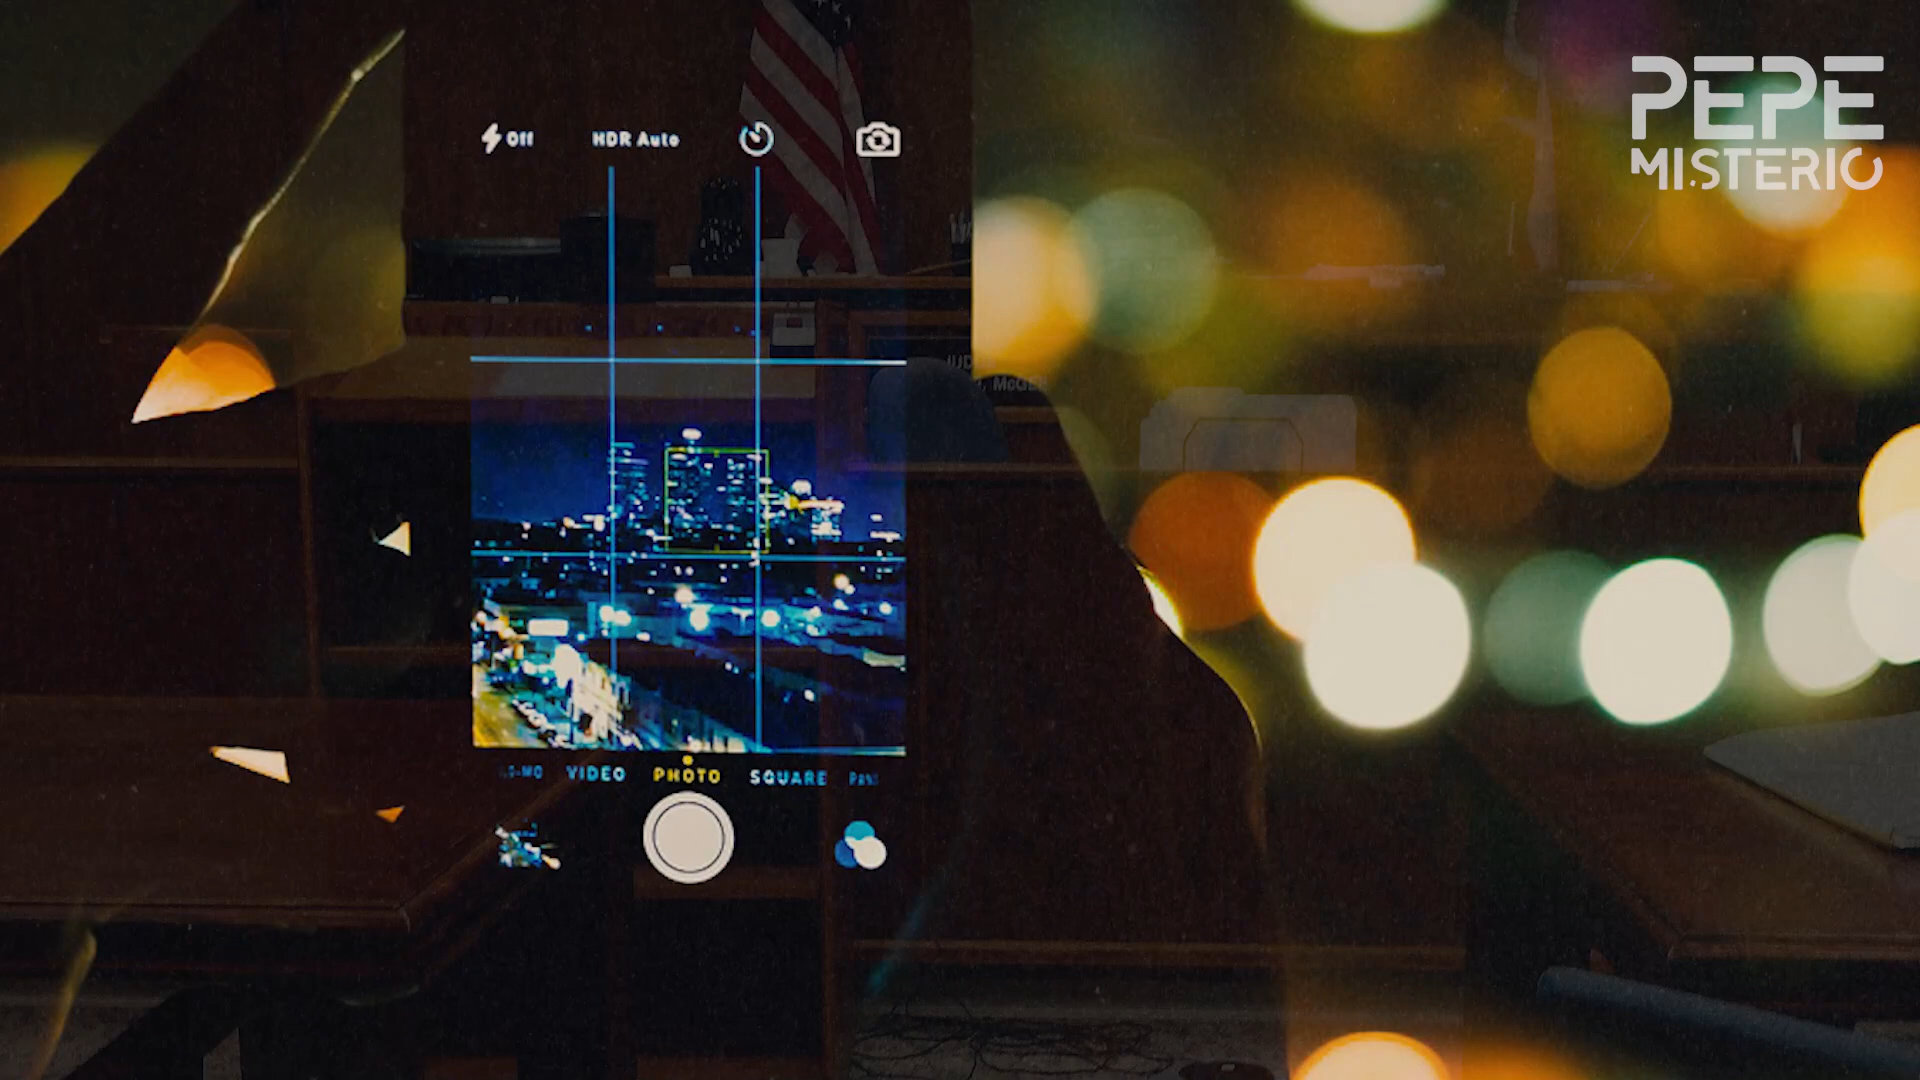 PEPE
MISTERIO
Off
HDR Auto
VIDEO
PHOTO
SQUARE